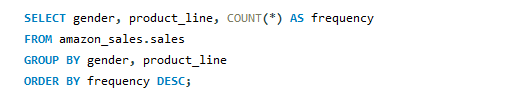 SELECT gender, product_line, COUNT(*) AS frequency
FROM amazon_sales.sales
GROUP BY gender, product_line
ORDER BY frequency DESC;